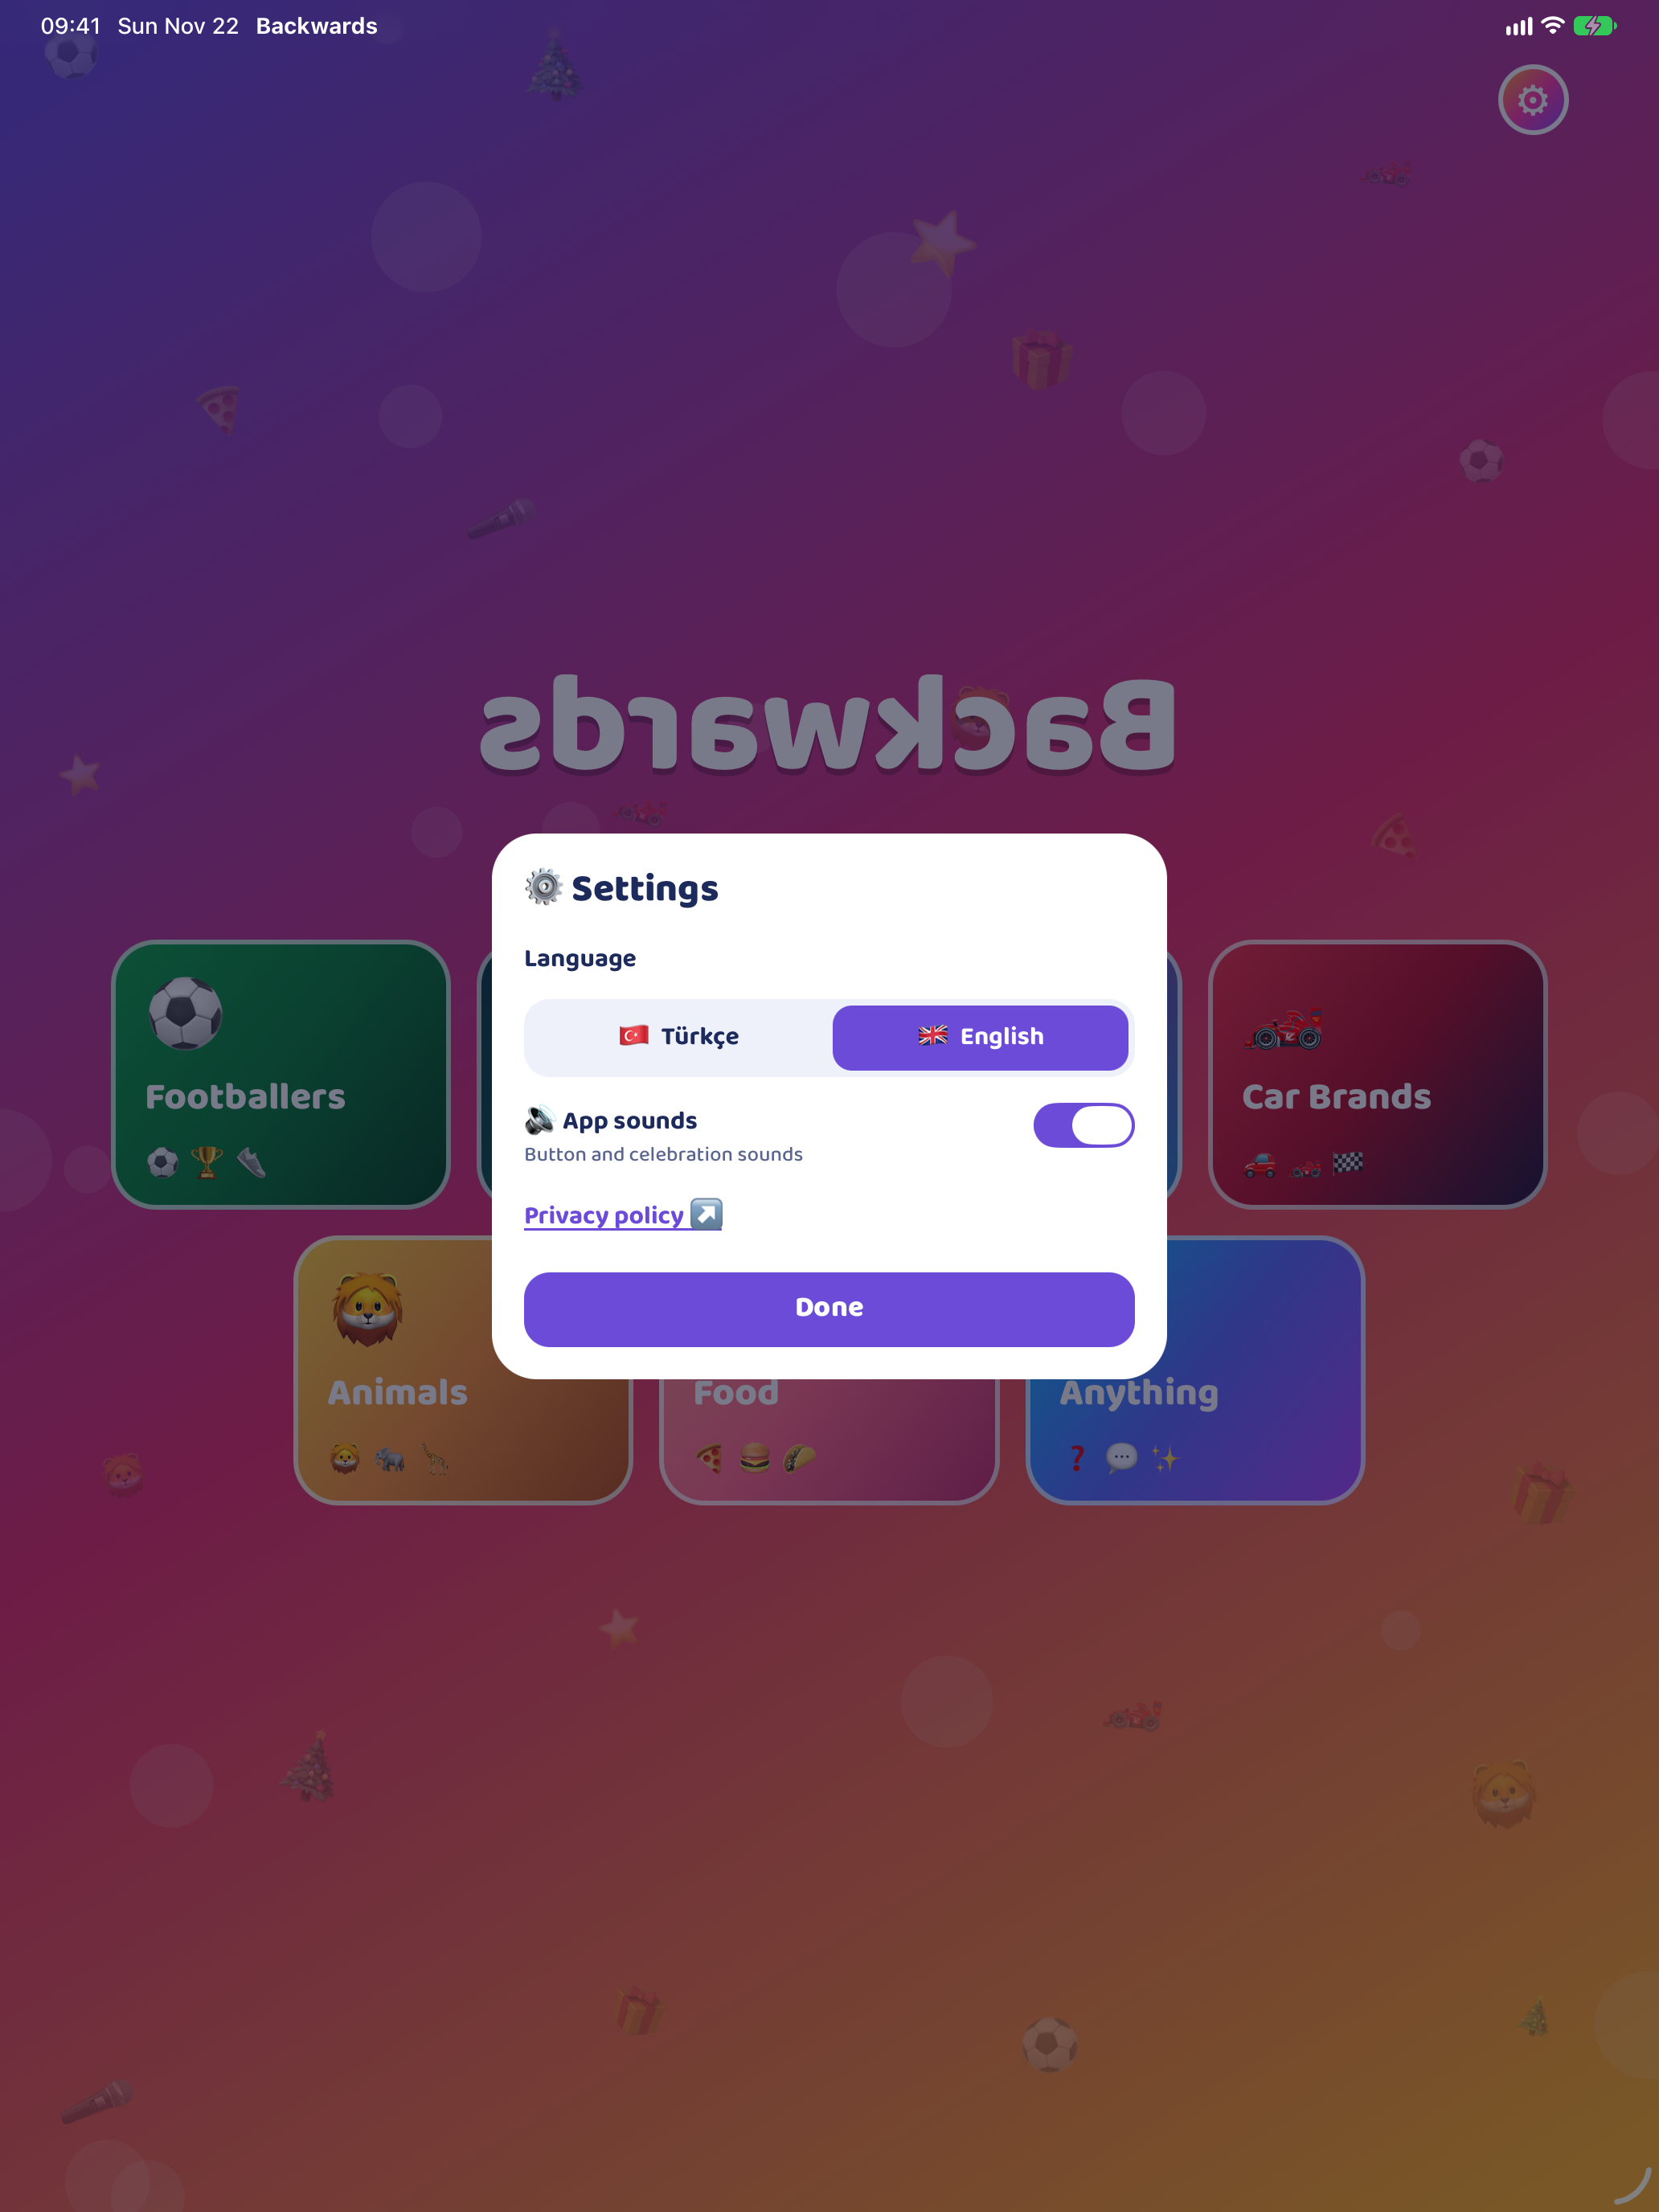 09:41 Sun Nov 22 Backwards
Backwards
⚙️ Settings
Language
🇹🇷 Türkçe
🇬🇧 English
🔊 App sounds
Button and celebration sounds
Privacy policy ↗️
Done
Footballers
Car Brands
Animals
Food
Anything